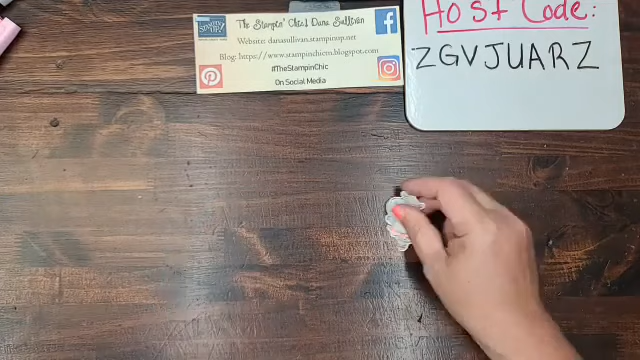 The Stampin' Chic | Dana Sullivan
Website: danasullivan.stampinup.net
Blog: https://www.stampinchicm.blogspot.com
#TheStampinChic
On Social Media
Host Code:
ZGVJUARZ